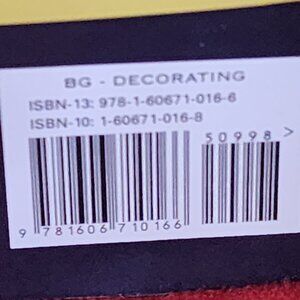 BG - DECORATING
ISBN-13: 978-1-60671-016-6
ISBN-10: 1-60671-016-8
50998 >
9 781606 710166